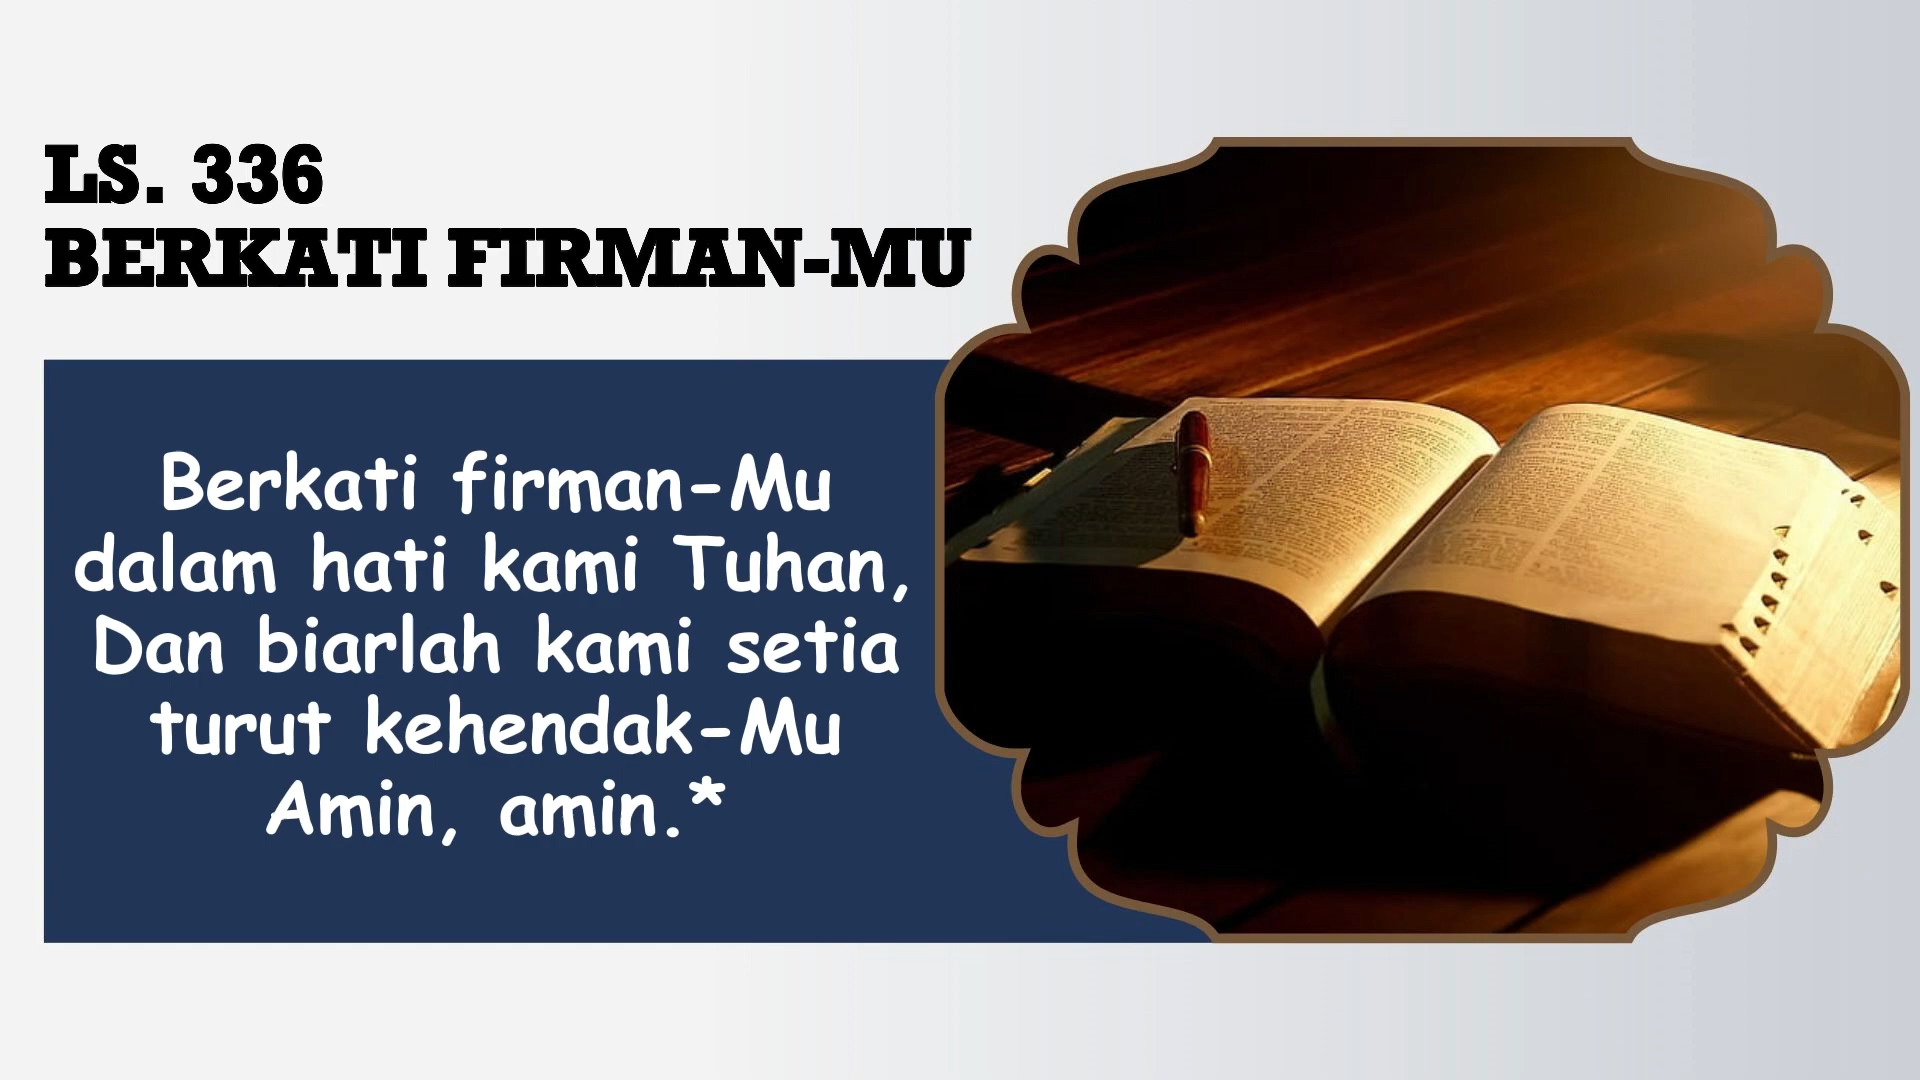 LS. 336
BERKATI FIRMAN-MU
Berkati firman-Mu
dalam hati kami Tuhan,
Dan biarlah kami setia
turut kehendak-Mu
Amin, amin.*